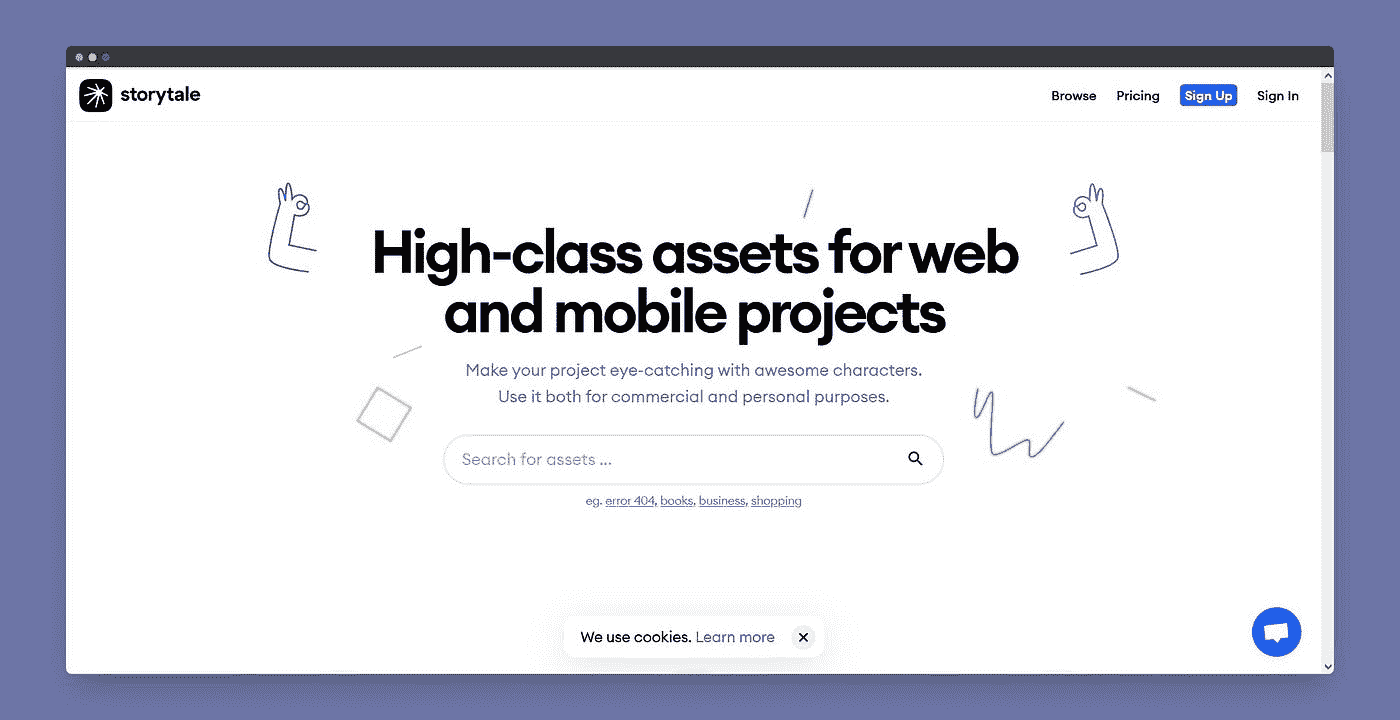 storytale
Browse Pricing Sign Up Sign In
High-class assets for web
and mobile projects
Make your project eye-catching with awesome characters.
Use it both for commercial and personal purposes.
Search for assets ...
eg. error 404, books, business, shopping
We use cookies. Learn more